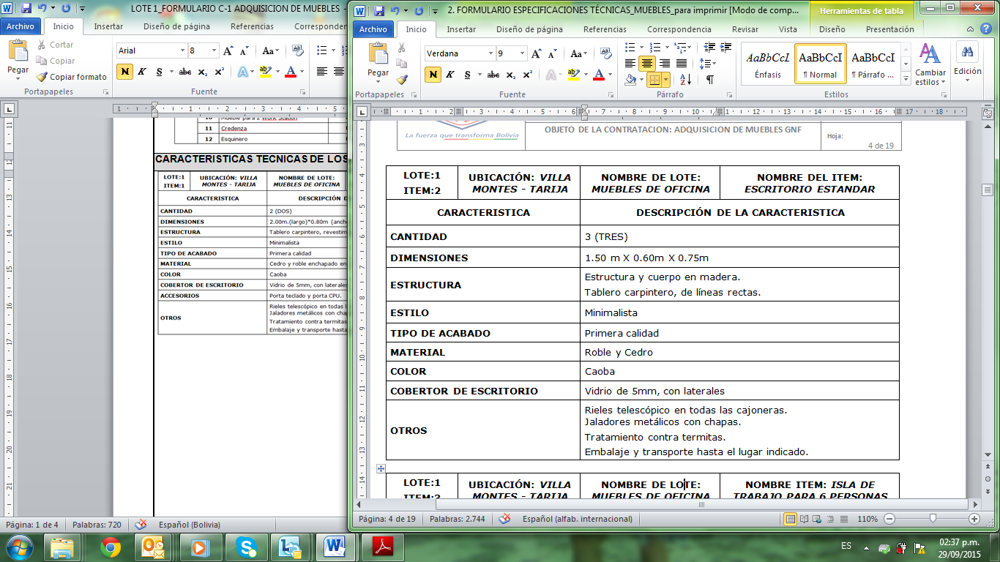 LOTE 1_FORMULARIO C-1 ADQUISICION DE MUEBLES -
Archivo Inicio Insertar Diseño de página Referencias Correspondencia
Pegar
Cortar
Copiar
Copiar formato
Portapapeles
Arial 8
Fuente
Mueble para 2 Work Station
11 Credenza
12 Esquinero
CARACTERISTICAS TECNICAS DE LOS
LOTE:1
ITEM:1
UBICACIÓN: VILLA
MONTES - TARIJA
NOMBRE DE LOTE:
MUEBLES DE OFICINA
CARACTERISTICA
CANTIDAD 2 (DOS)
DIMENSIONES 2.00m.(largo)*0.80m (anch
ESTRUCTURA Tablero carpintero, revestim
ESTILO Minimalista
TIPO DE ACABADO Primera calidad
MATERIAL Cedro y roble enchapado en
COLOR Caoba
COBERTOR DE ESCRITORIO Vidrio de 5mm, con laterales
ACCESORIOS Porta teclado y porta CPU.
OTROS
Rieles telescópico en todas l
Jaladores metálicos con chap
Tratamiento contra termitas
Embalaje y transporte hasta
Página: 1 de 4 Palabras: 720 Español (Bolivia)
2. FORMULARIO ESPECIFICACIONES TÉCNICAS_MUEBLES_para imprimir [Modo de comp...
Herramientas de tabla
Archivo Inicio Insertar Diseño de página Referencias Correspondencia Revisar Vista Diseño Presentación
Pegar
Portapapeles
Verdana 9
Fuente
Párrafo
AaBbCcI AaBbCcI AaBbCcI
Énfasis ¶ Normal ¶ Párrafo ...
Cambiar
estilos
Estilos
Edición
La fuerza que transforma Bolivia
OBJETO DE LA CONTRATACION: ADQUISICION DE MUEBLES GNF
Hoja:
4 de 19
LOTE:1
ITEM:2
UBICACIÓN: VILLA
MONTES - TARIJA
NOMBRE DE LOTE:
MUEBLES DE OFICINA
NOMBRE DEL ITEM:
ESCRITORIO ESTANDAR
CARACTERISTICA DESCRIPCIÓN DE LA CARACTERISTICA
CANTIDAD 3 (TRES)
DIMENSIONES 1.50 m X 0.60m X 0.75m
ESTRUCTURA
Estructura y cuerpo en madera.
Tablero carpintero, de líneas rectas.
ESTILO Minimalista
TIPO DE ACABADO Primera calidad
MATERIAL Roble y Cedro
COLOR Caoba
COBERTOR DE ESCRITORIO Vidrio de 5mm, con laterales
OTROS
Rieles telescópico en todas las cajoneras.
Jaladores metálicos con chapas.
Tratamiento contra termitas.
Embalaje y transporte hasta el lugar indicado.
LOTE:1
ITEM:3
UBICACIÓN: VILLA
MONTES - TARIJA
NOMBRE DE LOTE:
MUEBLES DE OFICINA
NOMBRE ITEM: ISLA DE
TRABAJO PARA 6 PERSONAS
Página: 4 de 19 Palabras: 2.744 Español (alfab. internacional) 110%
ES
02:37 p.m.
29/09/2015